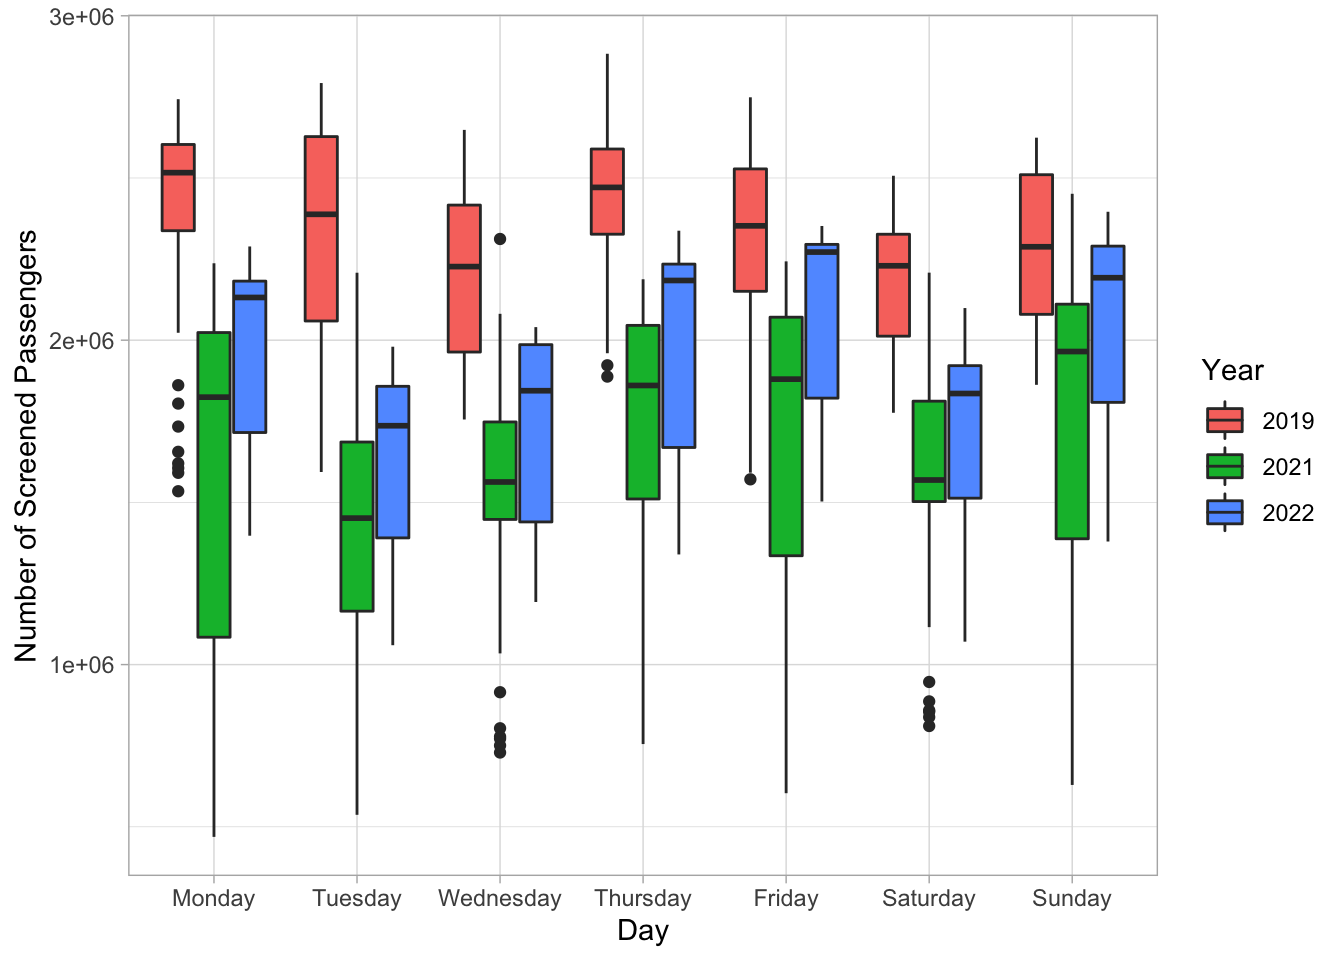 Number of Screened Passengers
3e+06
2e+06
1e+06
Monday
Tuesday
Wednesday
Thursday
Friday
Saturday
Sunday
Day
Year
2019
2021
2022